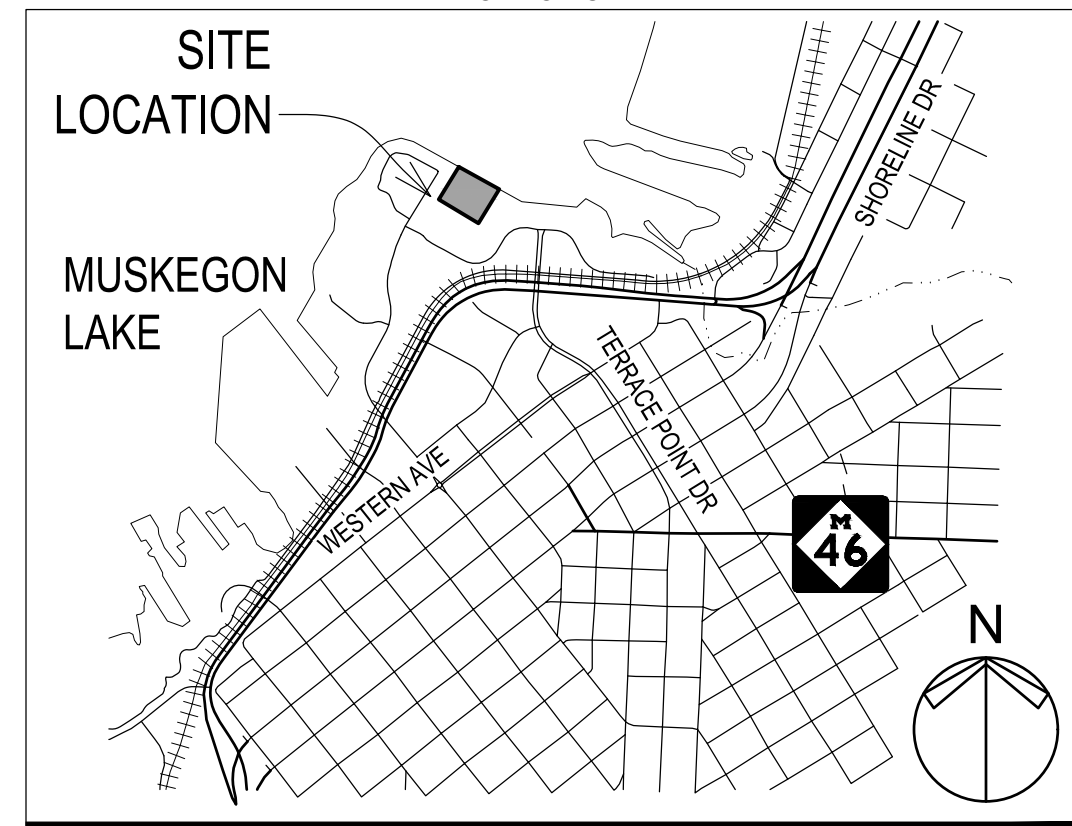 SITE
LOCATION
SHORELINE DR
MUSKEGON
LAKE
TERRACE POINT DR
WESTERN AVE
M
46
N